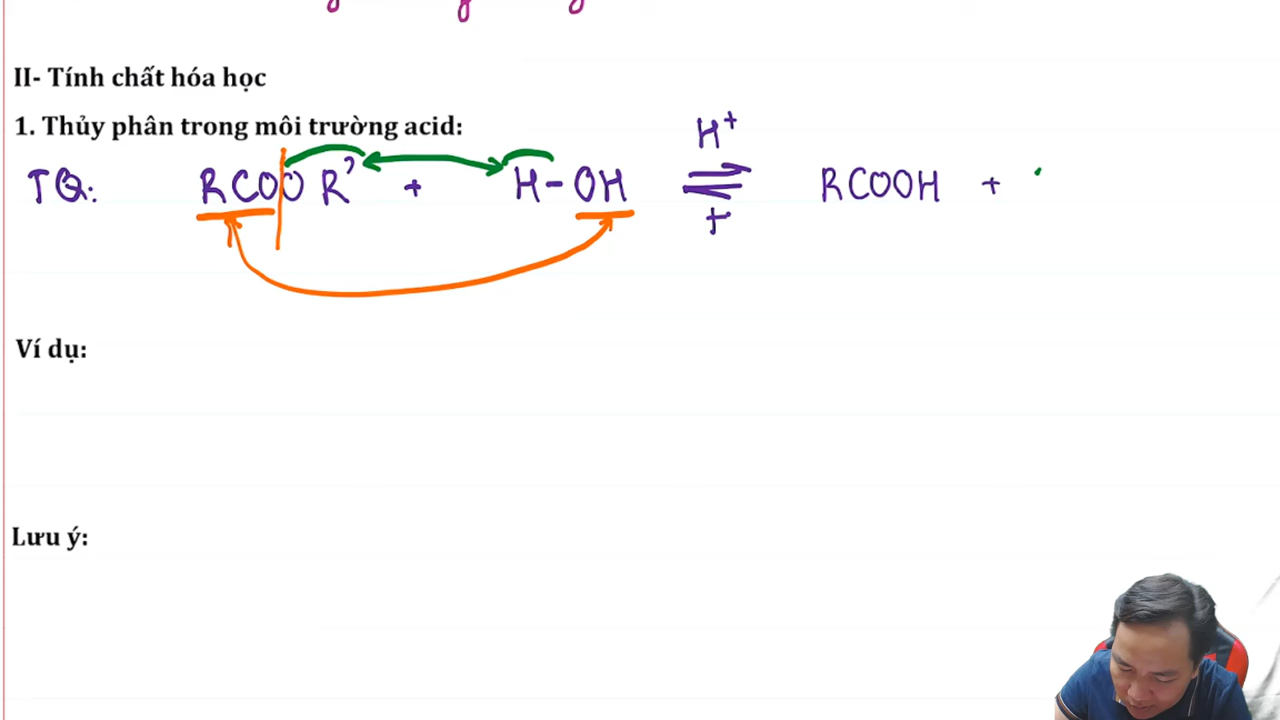 II- Tính chất hóa học
1. Thủy phân trong môi trường acid:
TQ: RCOOR' + H-OH ⇌ RCOOH +
H+
t
Ví dụ:
Lưu ý: